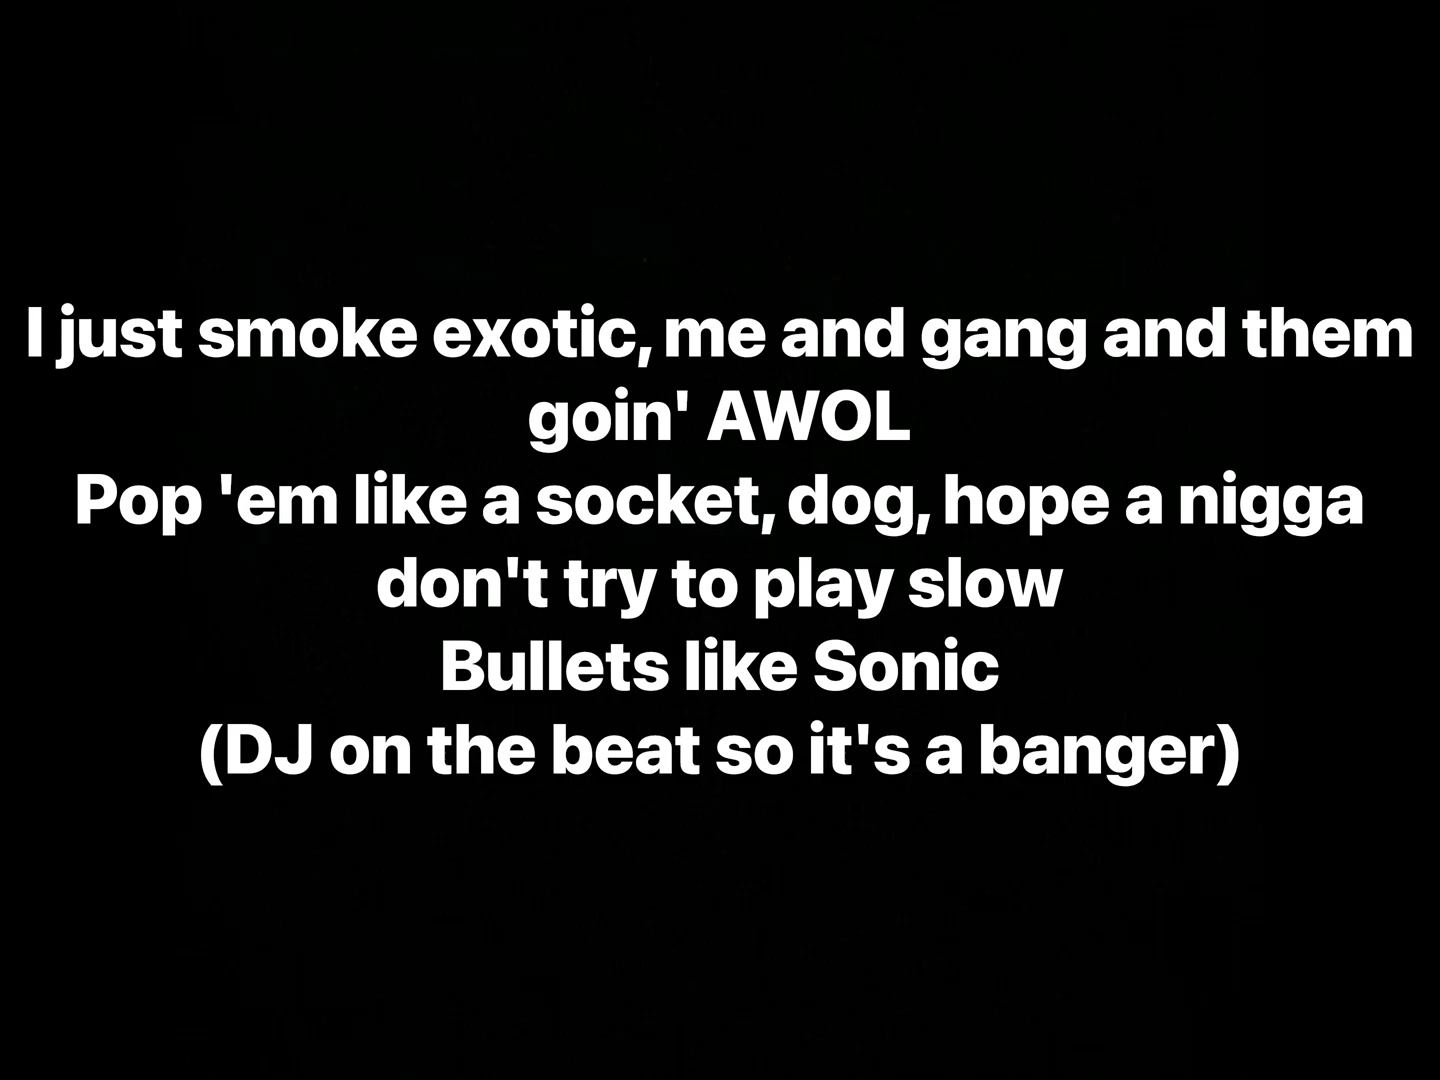 I just smoke exotic, me and gang and them
goin' AWOL
Pop 'em like a socket, dog, hope a nigga
don't try to play slow
Bullets like Sonic
(DJ on the beat so it's a banger)